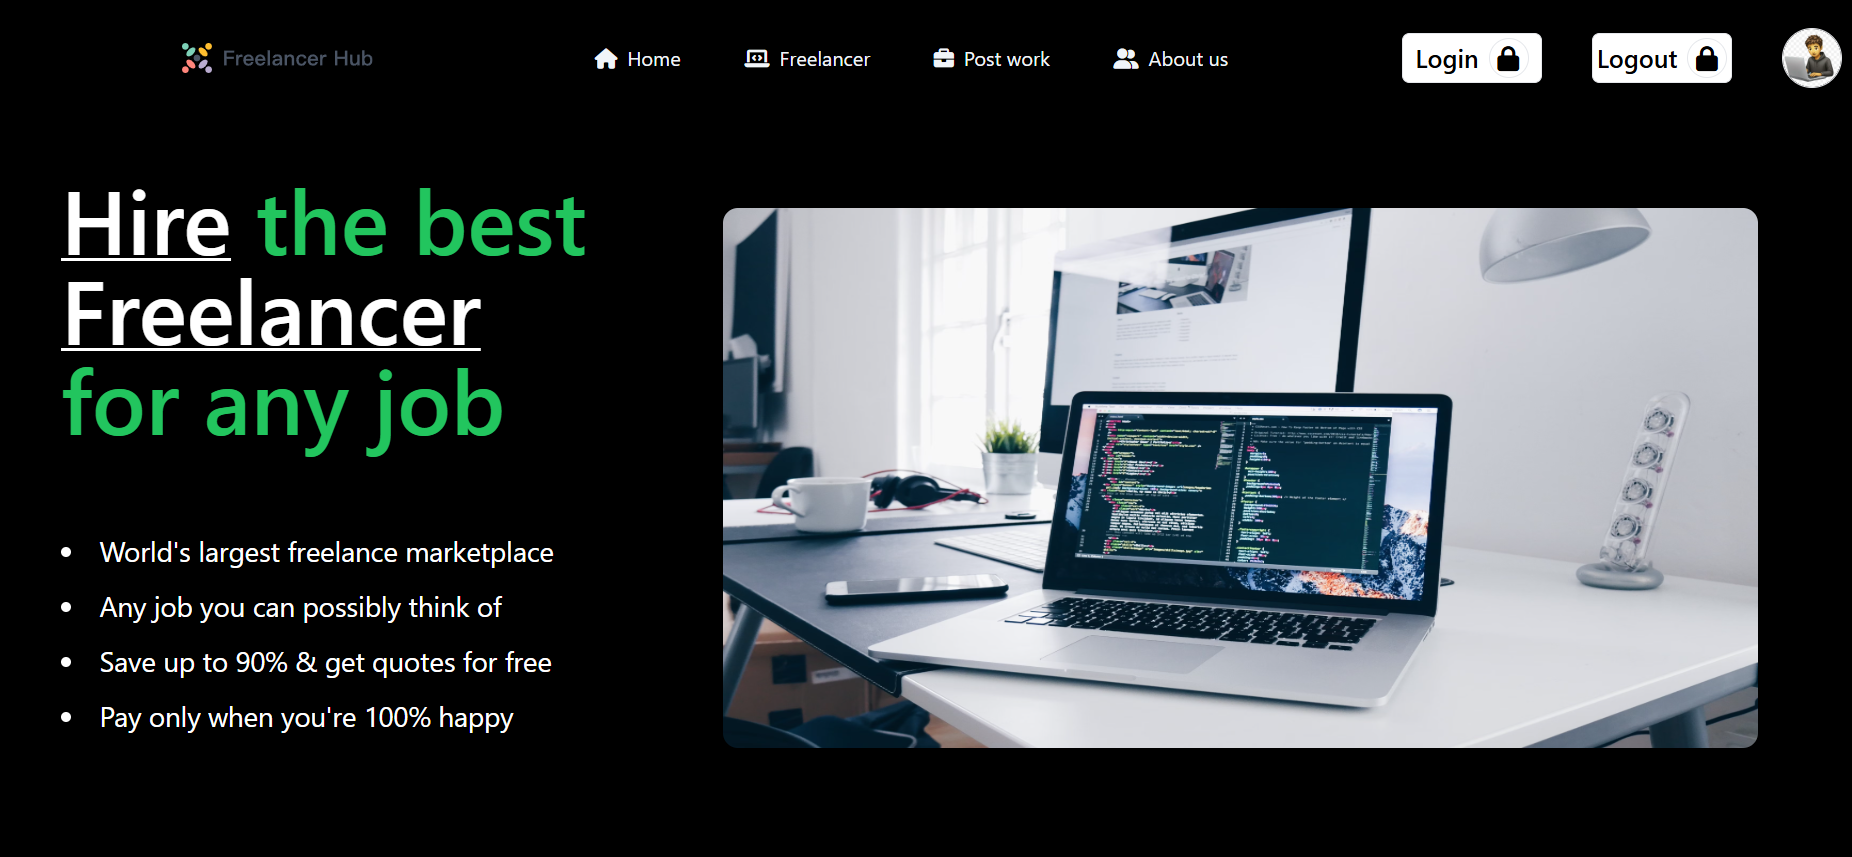 Freelancer Hub
Home
Freelancer
Post work
About us
Login
Logout
Hire the best
Freelancer
for any job
World's largest freelance marketplace
Any job you can possibly think of
Save up to 90% & get quotes for free
Pay only when you're 100% happy